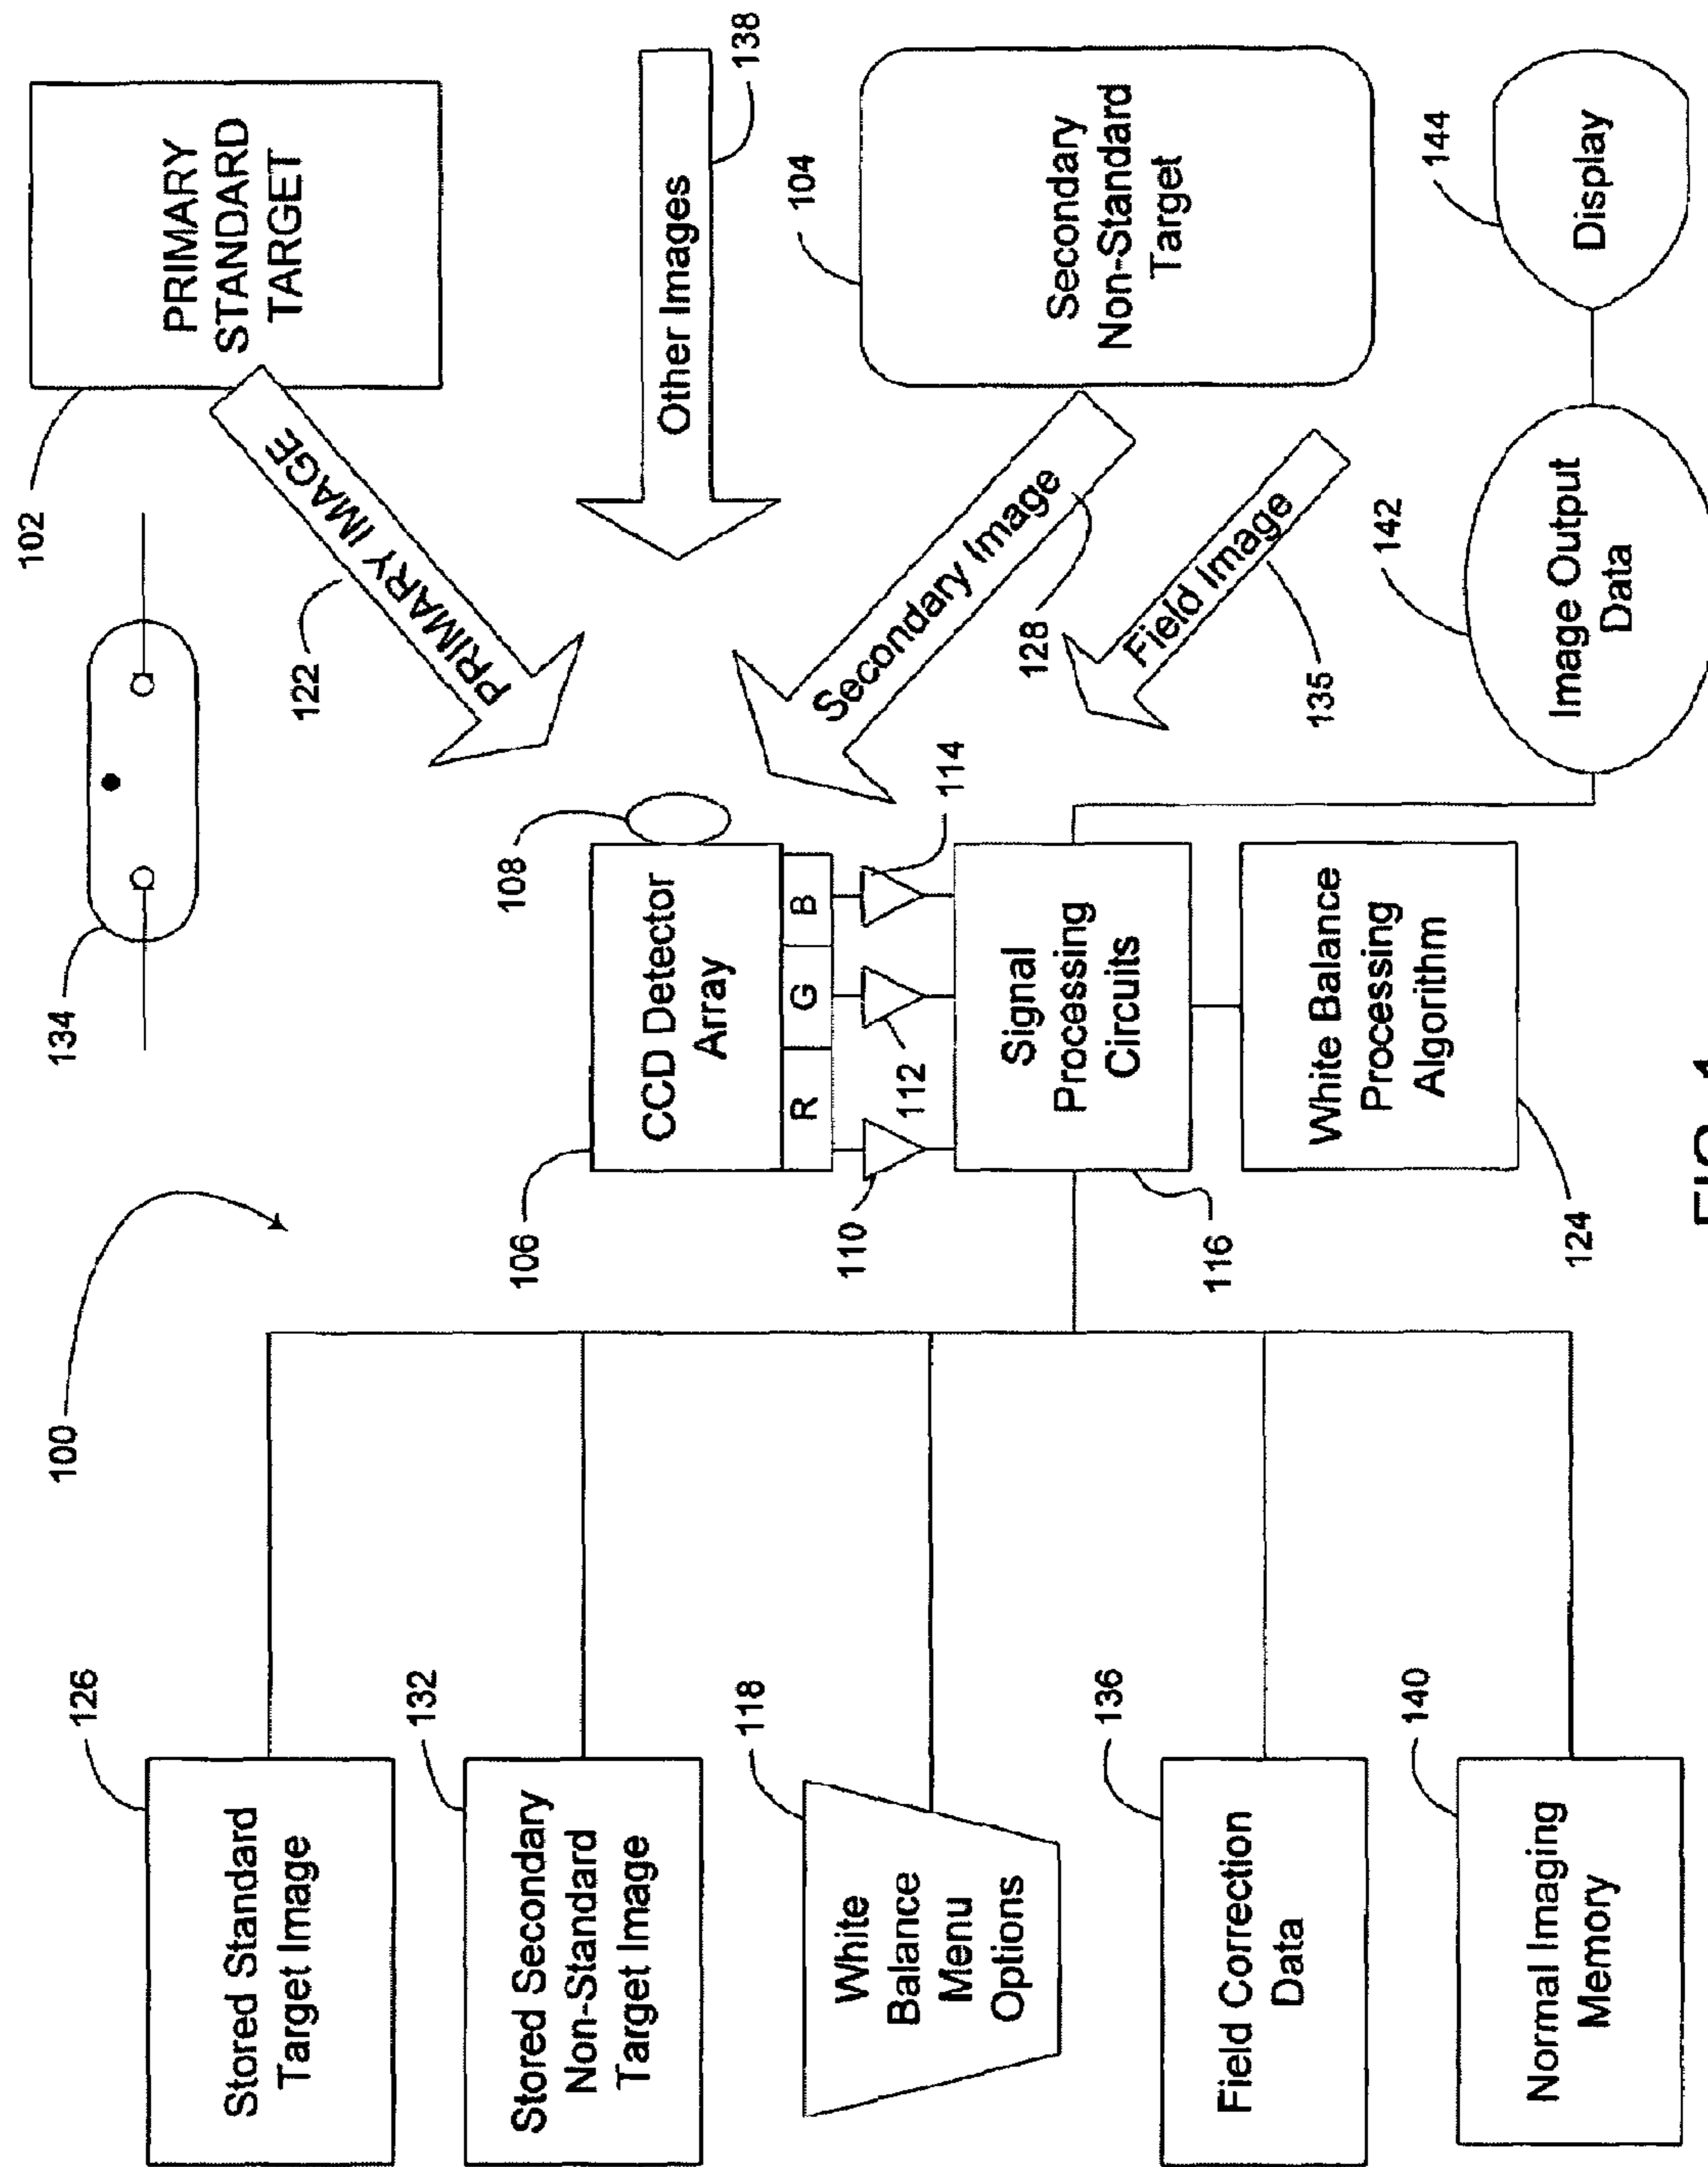 126
Stored Standard
Target Image
132
Stored Secondary
Non-Standard
Target Image
118
White
Balance
Menu
Options
136
Field Correction
Data
140
Normal Imaging
Memory
100
134
106
CCD Detector
Array
108
R
G
B
110
112
114
116
Signal
Processing
Circuits
124
White Balance
Processing
Algorithm
102
PRIMARY
STANDARD
TARGET
122
PRIMARY IMAGE
138
Other Images
104
Secondary
Non-Standard
Target
128
Secondary Image
135
Field Image
142
Image Output
Data
144
Display